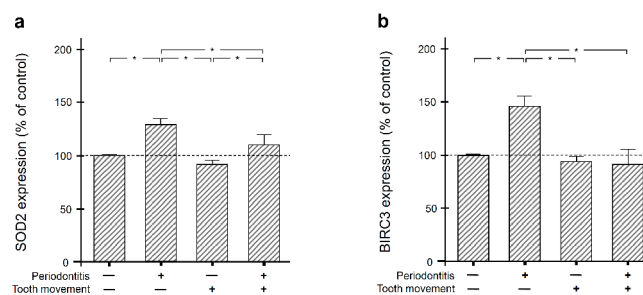 a
SOD2 expression (% of control)
200
150
100
50
0
* * *
*
Periodontitis — + — +
Tooth movement — — + +
b
BIRC3 expression (% of control)
200
150
100
50
0
* *
*
Periodontitis — + — +
Tooth movement — — + +